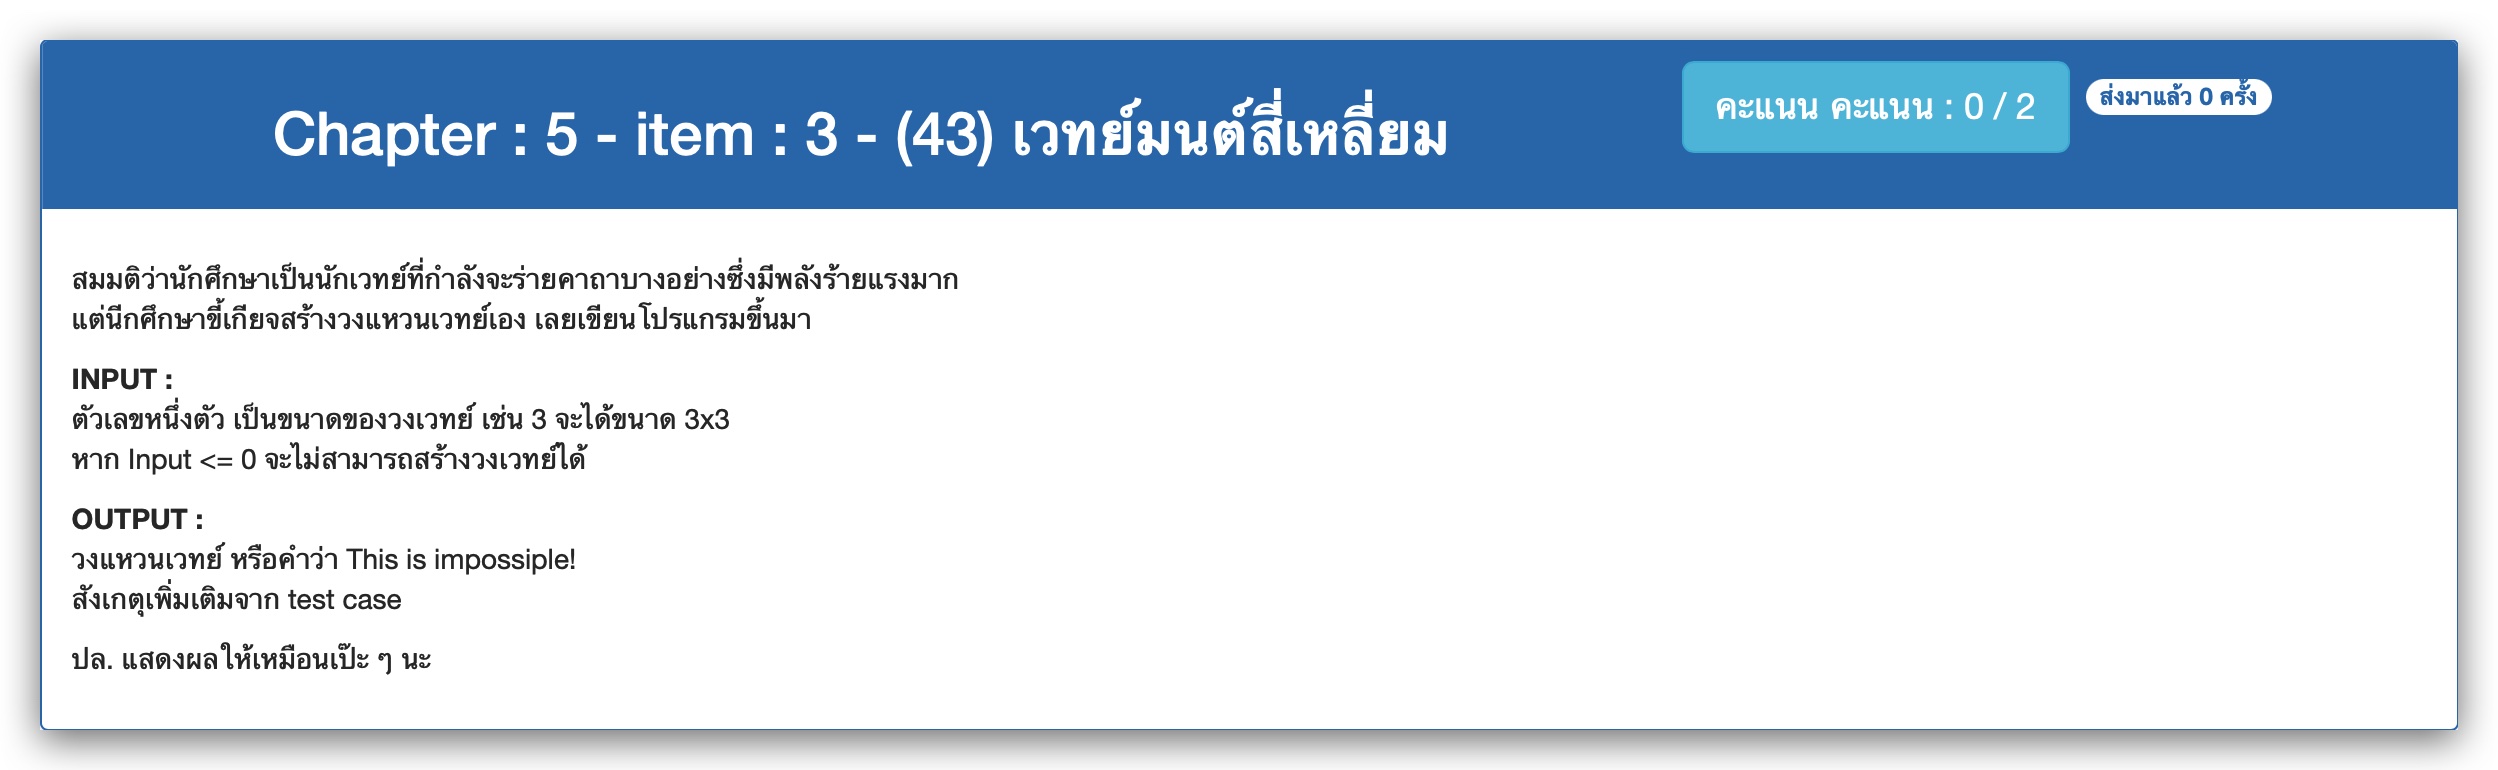 Chapter : 5 - item : 3 - (43) เวทย์มนต์สี่เหลี่ยม
คะแนน คะแนน : 0 / 2
ส่งมาแล้ว 0 ครั้ง
สมมติว่านักศึกษาเป็นนักเวทย์ที่กำลังจะร่ายคาถาบางอย่างซึ่งมีพลังร้ายแรงมาก
แต่นึกศึกษาขี้เกียจสร้างวงแหวนเวทย์เอง เลยเขียนโปรแกรมขึ้นมา
INPUT :
ตัวเลขหนึ่งตัว เป็นขนาดของวงเวทย์ เช่น 3 จะได้ขนาด 3x3
หาก Input <= 0 จะไม่สามารถสร้างวงเวทย์ได้
OUTPUT :
วงแหวนเวทย์ หรือคำว่า This is impossiple!
สังเกตุเพิ่มเติมจาก test case
ปล. แสดงผลให้เหมือนเป๊ะ ๆ นะ